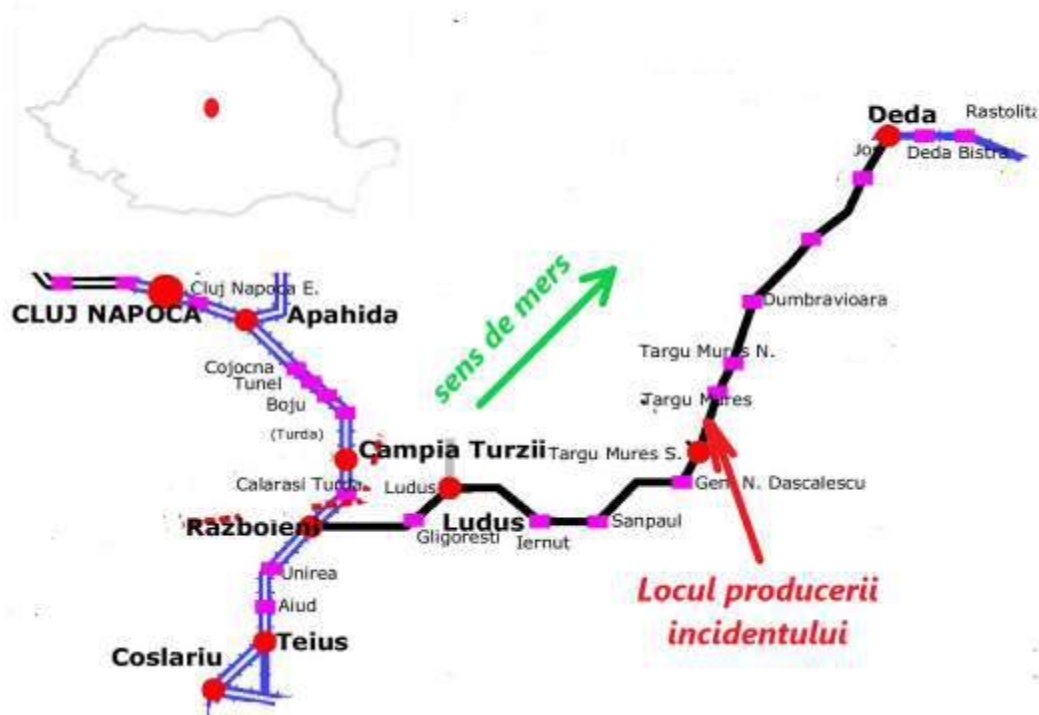 Deda
Rastolita
Jos
Deda Bistra
sens de mers
Cluj Napoca E.
CLUJ NAPOCA
Apahida
Dumbravioara
Targu Mures N.
Cojocna
Tunel
Boju
Targu Mures
(Turda)
Campia Turzii
Targu Mures S.
Calarasi Turda
Ludus
Gen. N. Dascalescu
Razboieni
Ludus
Gligoresti
Iernut
Sanpaul
Unirea
Locul producerii
incidentului
Aiud
Teius
Coslariu